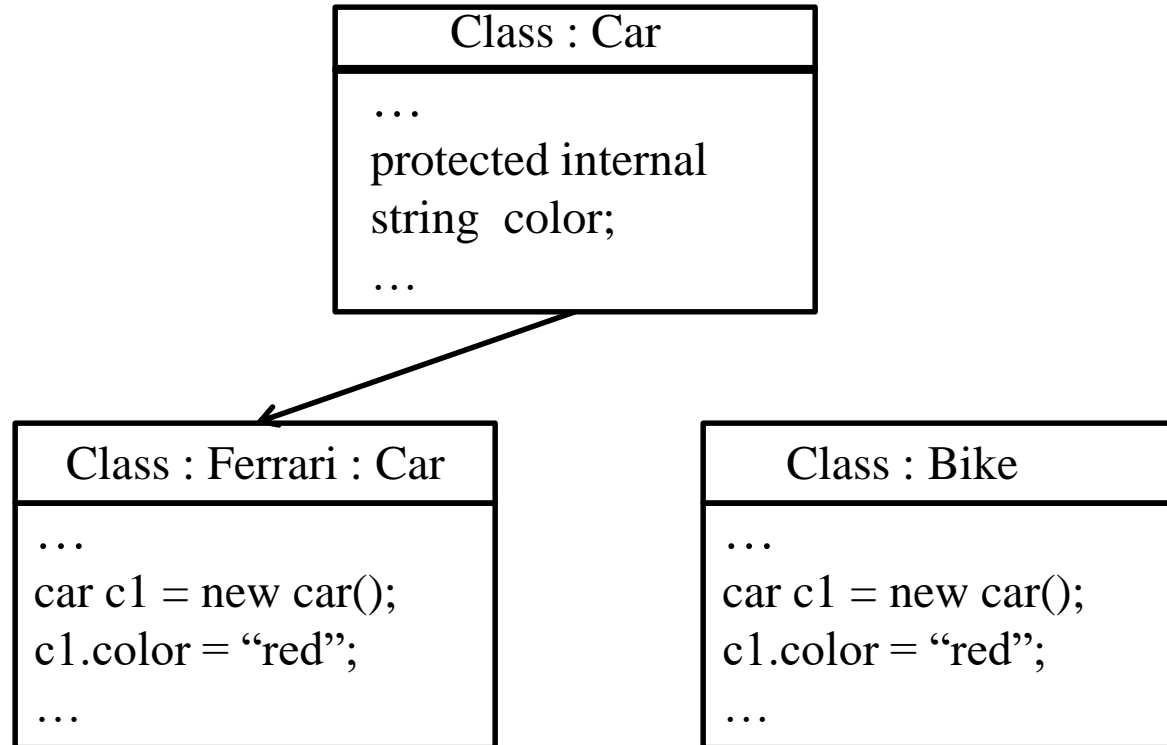 Class : Car
…
protected internal
string color;
…
Class : Ferrari : Car
…
car c1 = new car();
c1.color = “red”;
…
Class : Bike
…
car c1 = new car();
c1.color = “red”;
…